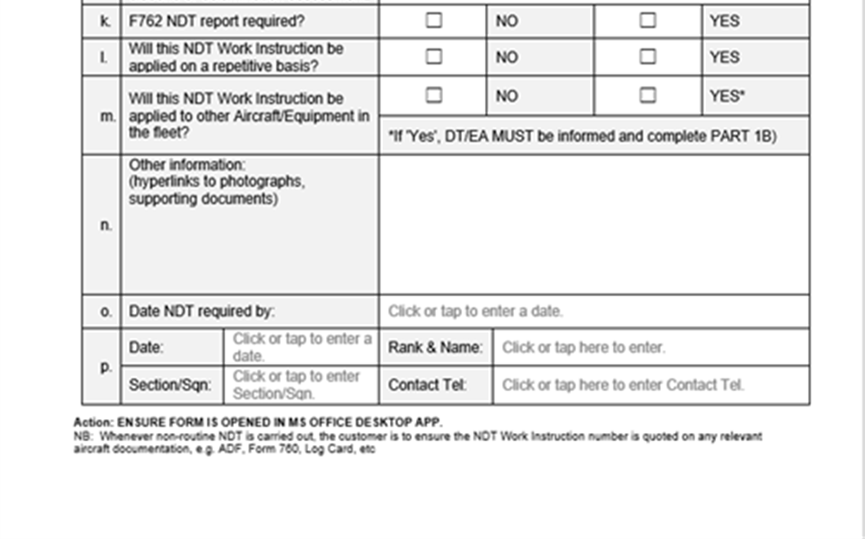 k. F762 NDT report required? ☐ NO ☐ YES
l. Will this NDT Work Instruction be
applied on a repetitive basis? ☐ NO ☐ YES
m. Will this NDT Work Instruction be
applied to other Aircraft/Equipment in
the fleet? ☐ NO ☐ YES*
*If 'Yes', DT/EA MUST be informed and complete PART 1B)
n. Other information:
(hyperlinks to photographs,
supporting documents)
o. Date NDT required by: Click or tap to enter a date.
p. Date: Click or tap to enter a
date. Rank & Name: Click or tap here to enter.
Section/Sqn: Click or tap to enter
Section/Sqn. Contact Tel: Click or tap here to enter Contact Tel.
Action: ENSURE FORM IS OPENED IN MS OFFICE DESKTOP APP.
NB: Whenever non-routine NDT is carried out, the customer is to ensure the NDT Work Instruction number is quoted on any relevant
aircraft documentation, e.g. ADF, Form 760, Log Card, etc